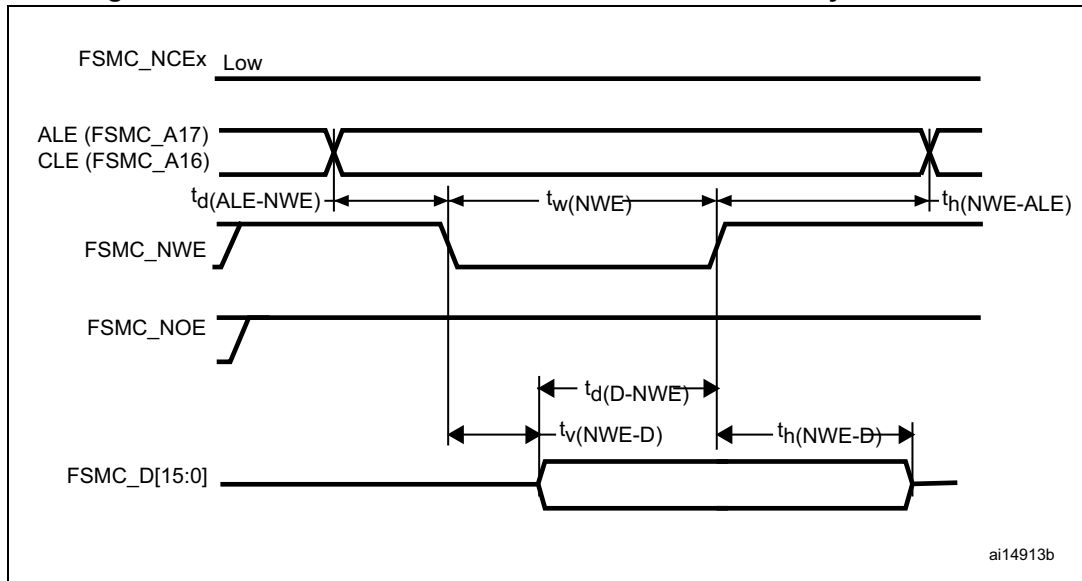 FSMC_NCEx Low
ALE (FSMC_A17)
CLE (FSMC_A16)
td(ALE-NWE) tw(NWE) th(NWE-ALE)
FSMC_NWE
FSMC_NOE
td(D-NWE)
tv(NWE-D) th(NWE-D)
FSMC_D[15:0]
ai14913b